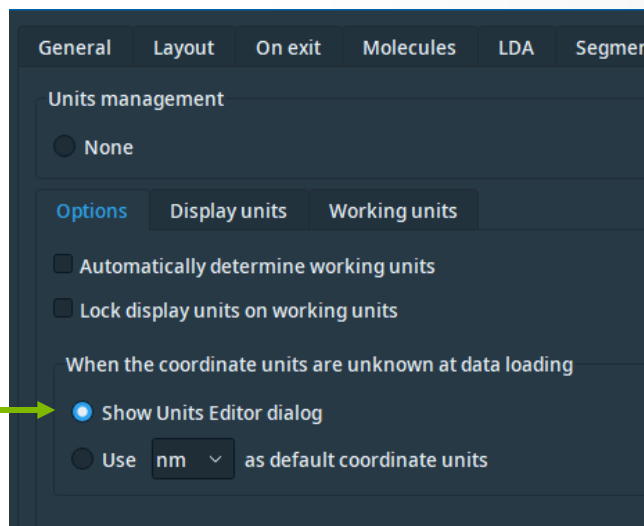 General Layout On exit Molecules LDA
Units management
None
Options Display units Working units
Automatically determine working units
Lock display units on working units
When the coordinate units are unknown at data loading
Show Units Editor dialog
Use nm as default coordinate units